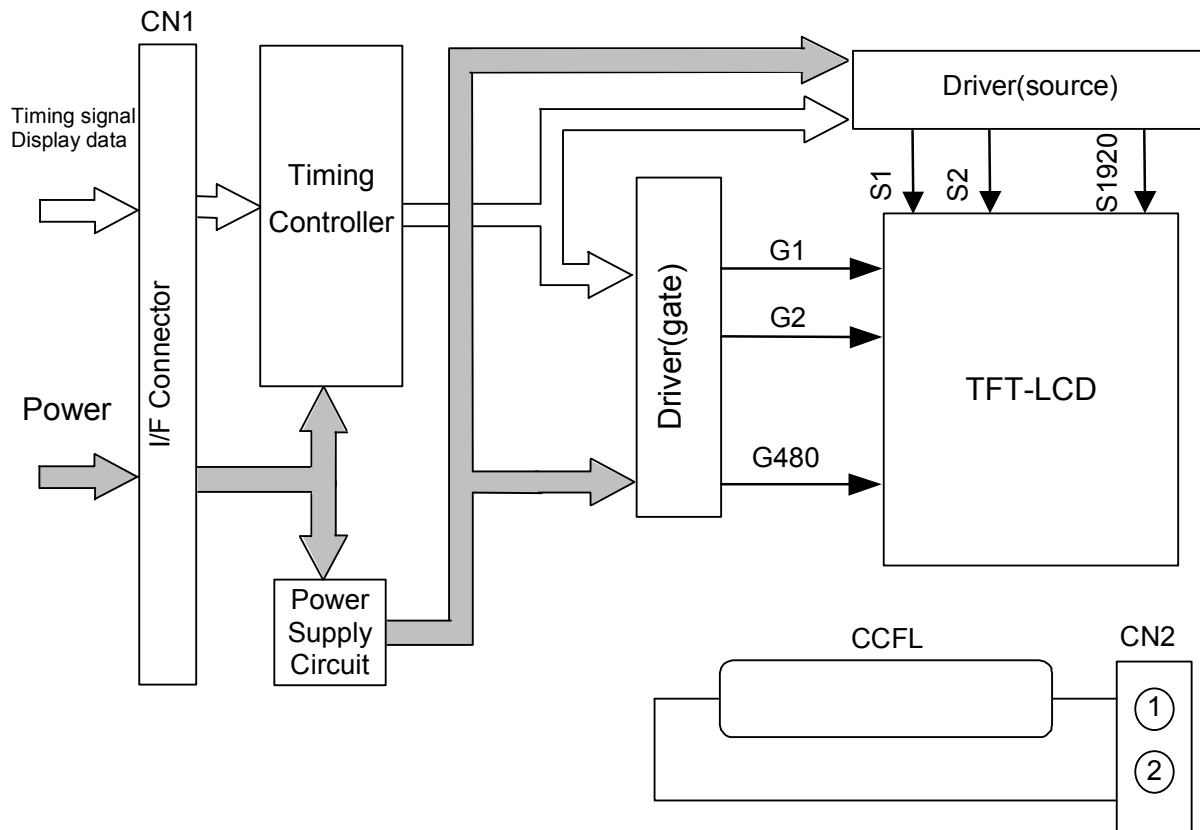 CN1
Timing signal
Display data
Power
I/F Connector
Timing
Controller
Power
Supply
Circuit
Driver(source)
S1
S2
S1920
Driver(gate)
G1
G2
G480
TFT-LCD
CCFL
CN2
1
2